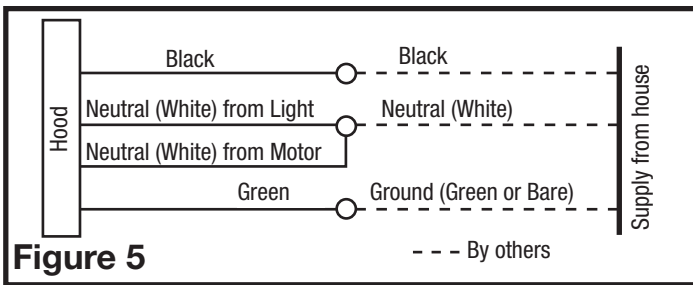 Black Black
Neutral (White) from Light Neutral (White)
Hood
Neutral (White) from Motor
Supply from house
Green Ground (Green or Bare)
Figure 5
By others